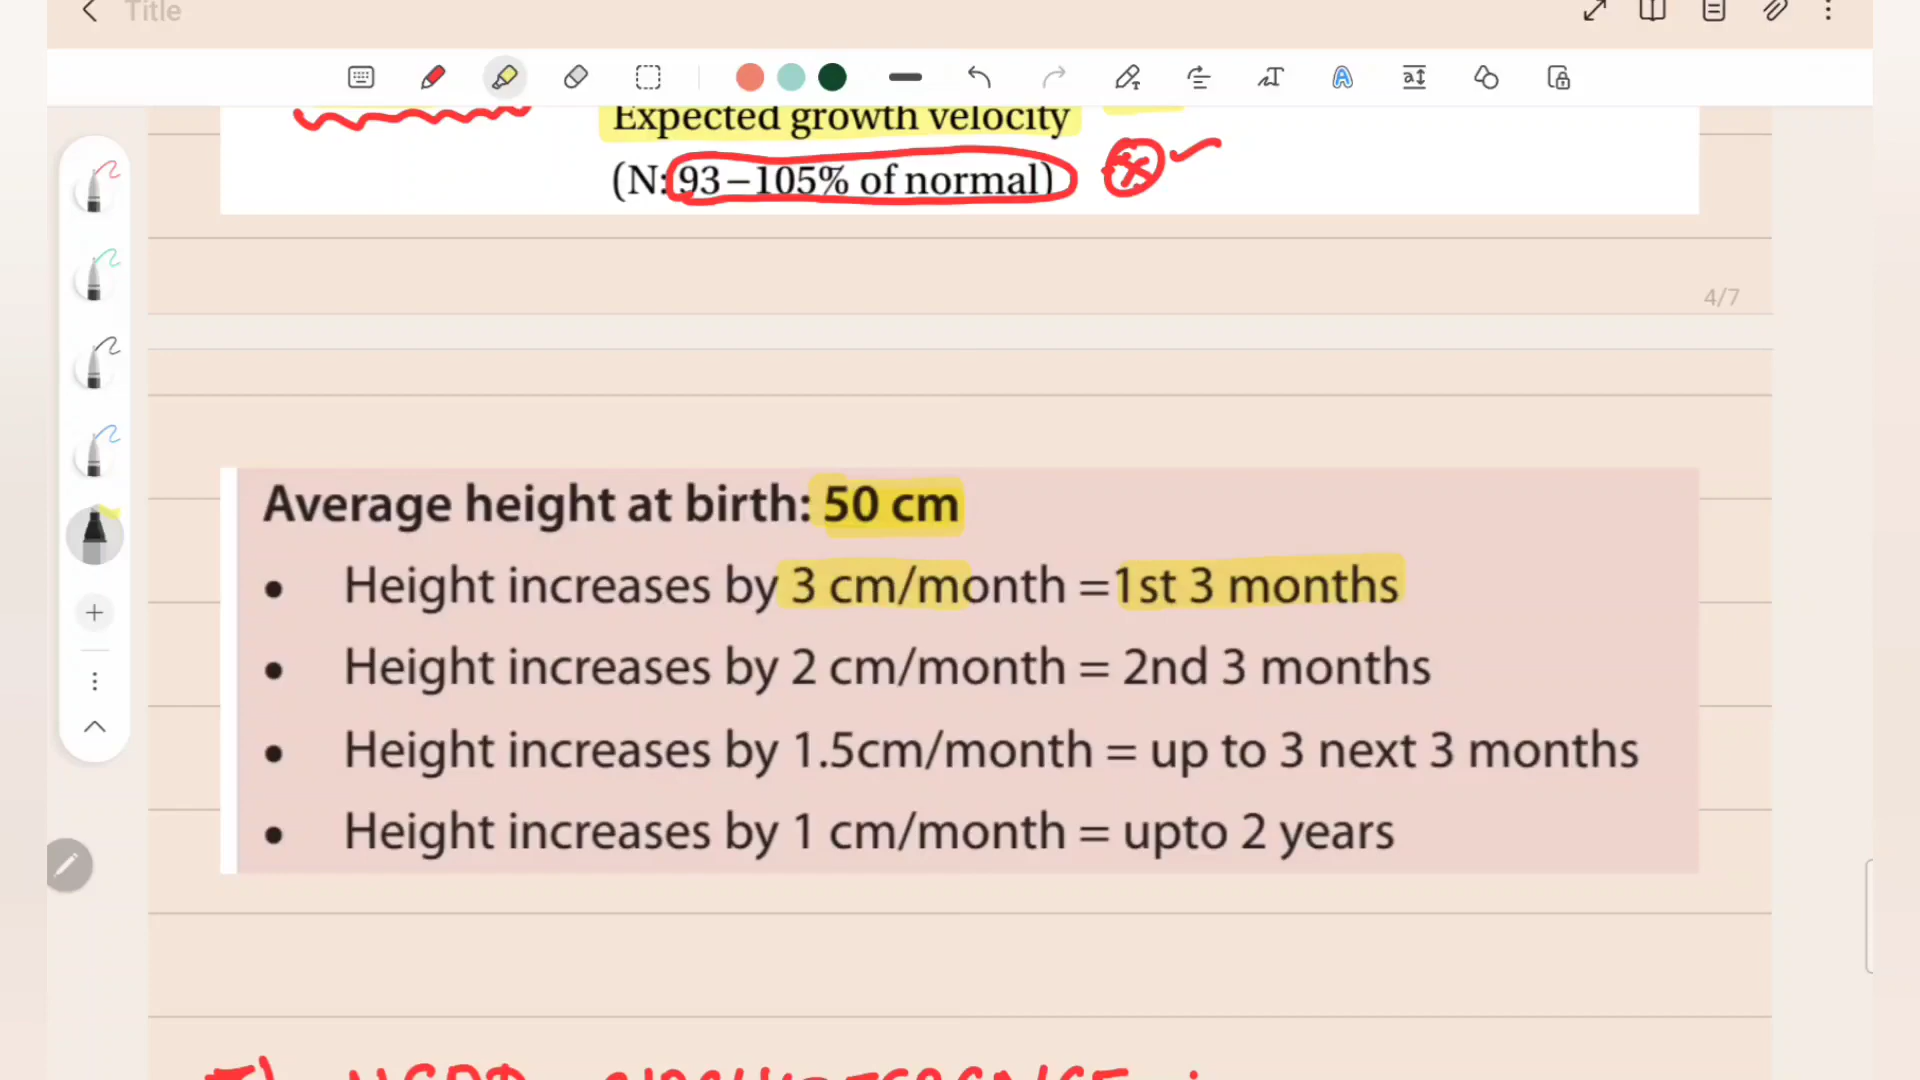 Title
Expected growth velocity
(N: 93–105% of normal)
4/7
Average height at birth: 50 cm
• Height increases by 3 cm/month =1st 3 months
• Height increases by 2 cm/month = 2nd 3 months
• Height increases by 1.5cm/month = up to 3 next 3 months
• Height increases by 1 cm/month = upto 2 years